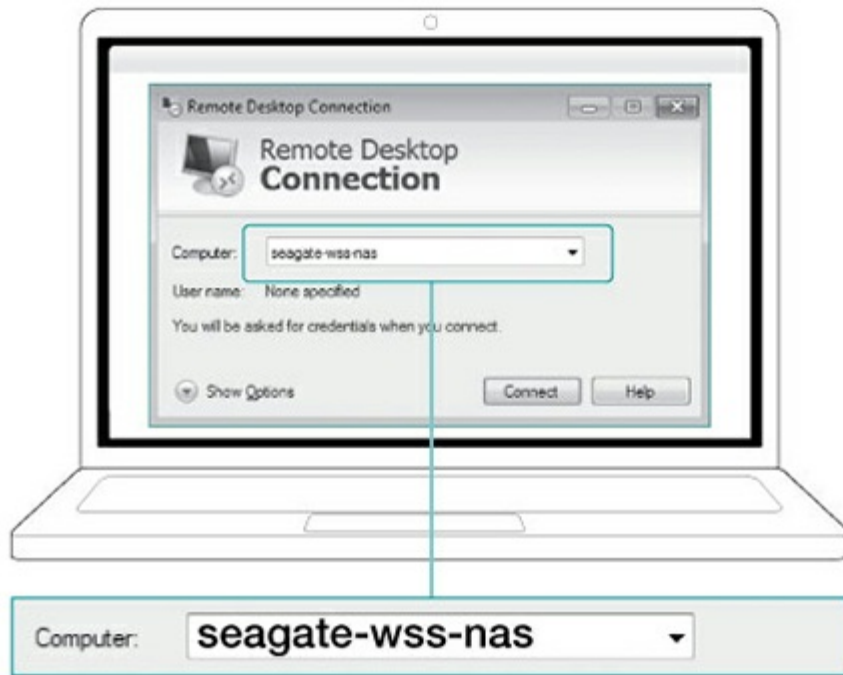 Remote Desktop Connection
Remote Desktop
Connection
Computer: seagate-wss-nas
User name: None specified
You will be asked for credentials when you connect.
Show Options Connect Help
Computer: seagate-wss-nas